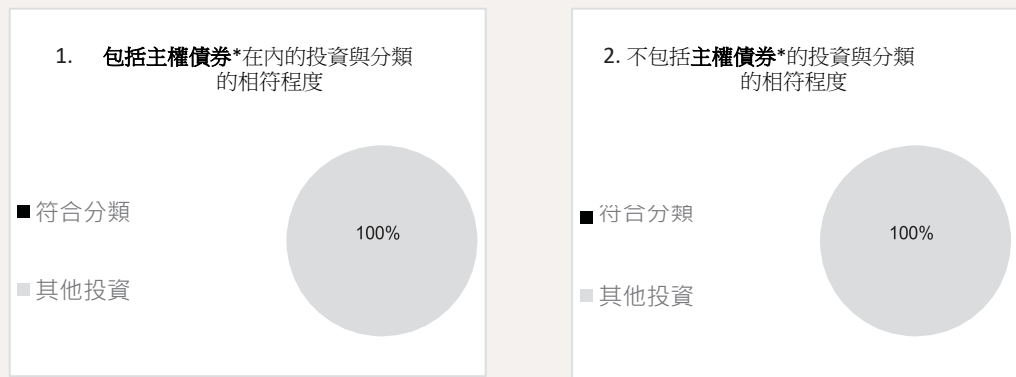 1. 包括主權債券*在內的投資與分類
的相符程度
符合分類
100%
其他投資
2. 不包括主權債券*的投資與分類
的相符程度
符合分類
100%
其他投資